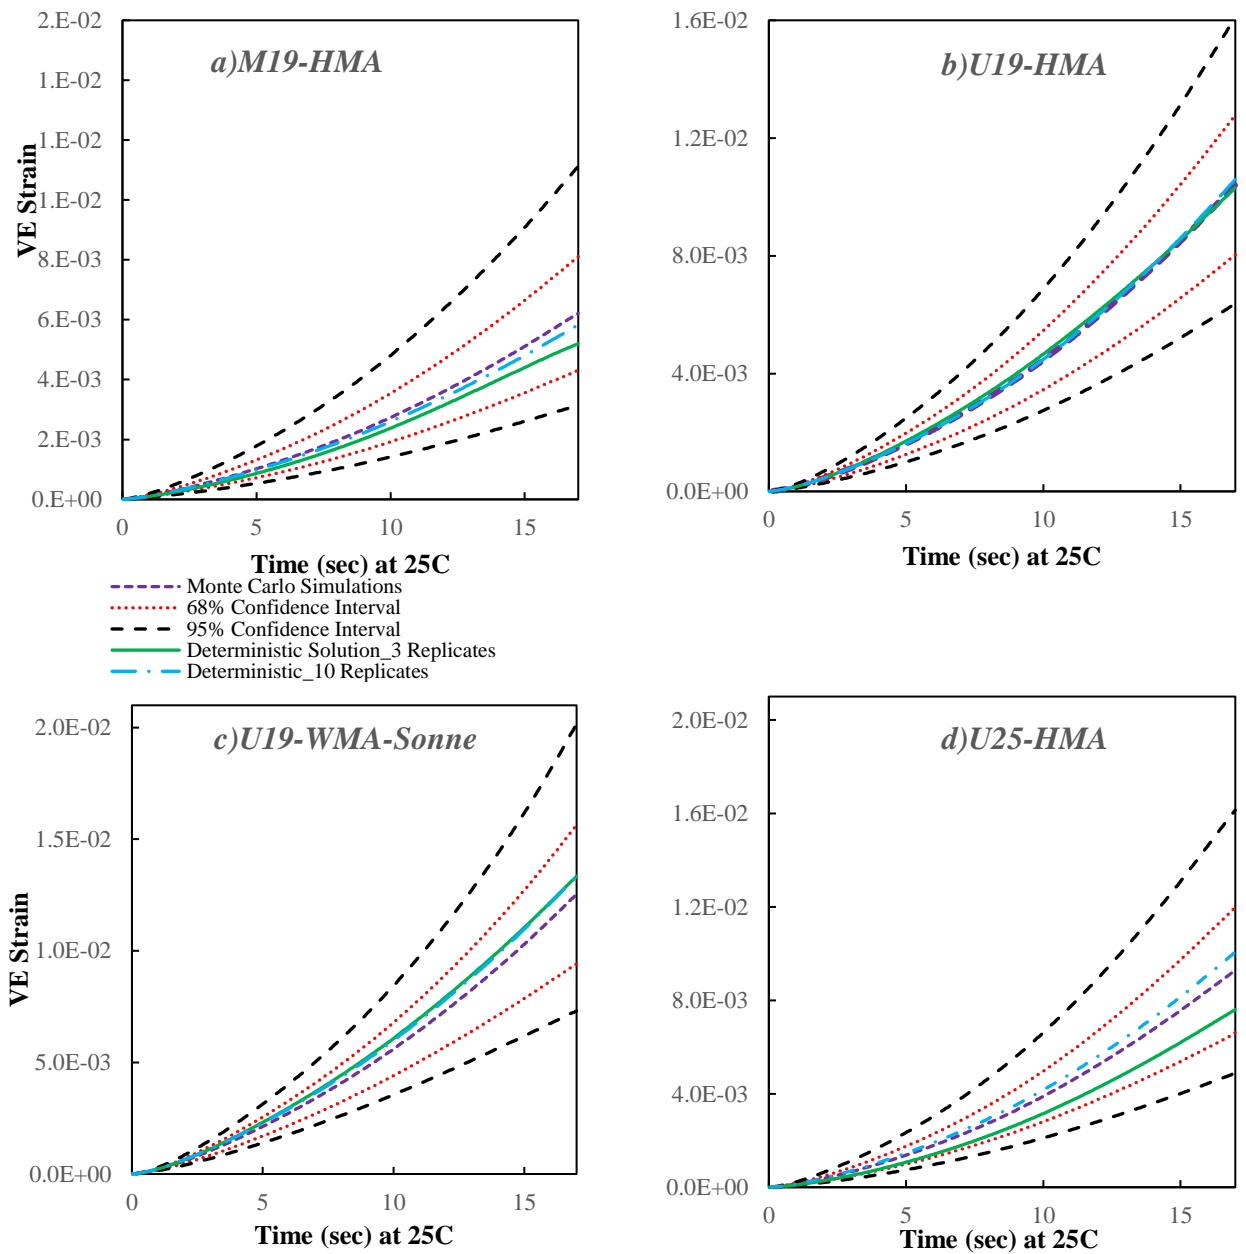 a)M19-HMA
VE Strain
2.E-02
1.E-02
1.E-02
1.E-02
8.E-03
6.E-03
4.E-03
2.E-03
0.E+00
0 5 10 15
Time (sec) at 25C
b)U19-HMA
1.6E-02
1.2E-02
8.0E-03
4.0E-03
0.0E+00
0 5 10 15
Time (sec) at 25C
Monte Carlo Simulations
68% Confidence Interval
95% Confidence Interval
Deterministic Solution_3 Replicates
Deterministic_10 Replicates
c)U19-WMA-Sonne
VE Strain
2.0E-02
1.5E-02
1.0E-02
5.0E-03
0.0E+00
0 5 10 15
Time (sec) at 25C
d)U25-HMA
2.0E-02
1.6E-02
1.2E-02
8.0E-03
4.0E-03
0.0E+00
0 5 10 15
Time (sec) at 25C